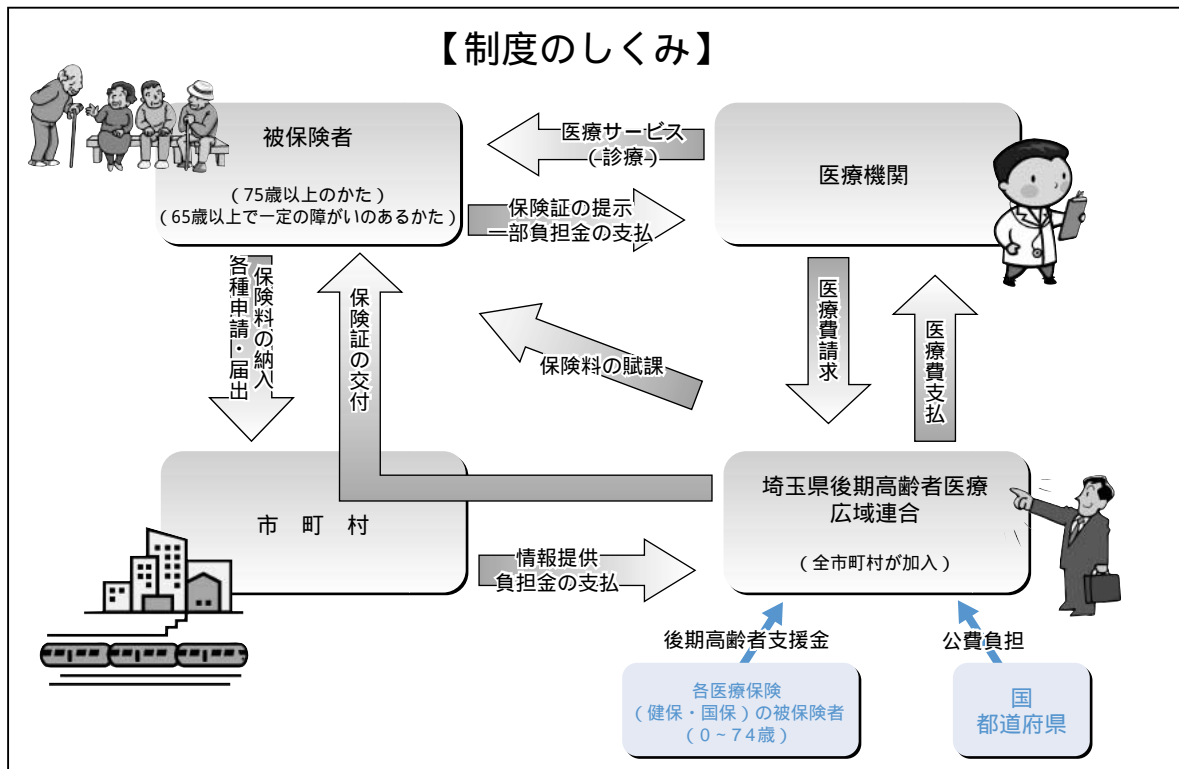 【制度のしくみ】
被保険者
（75歳以上のかた）
（65歳以上で一定の障がいのあるかた）
医療サービス
（診療）
医療機関
保険証の提示
一部負担金の支払
保険料の納入
各種申請・届出
保険証の交付
保険料の賦課
医療費請求
医療費支払
市　町　村
埼玉県後期高齢者医療
広域連合
（全市町村が加入）
情報提供
負担金の支払
後期高齢者支援金
公費負担
各医療保険
（健保・国保）の被保険者
（0～74歳）
国
都道府県